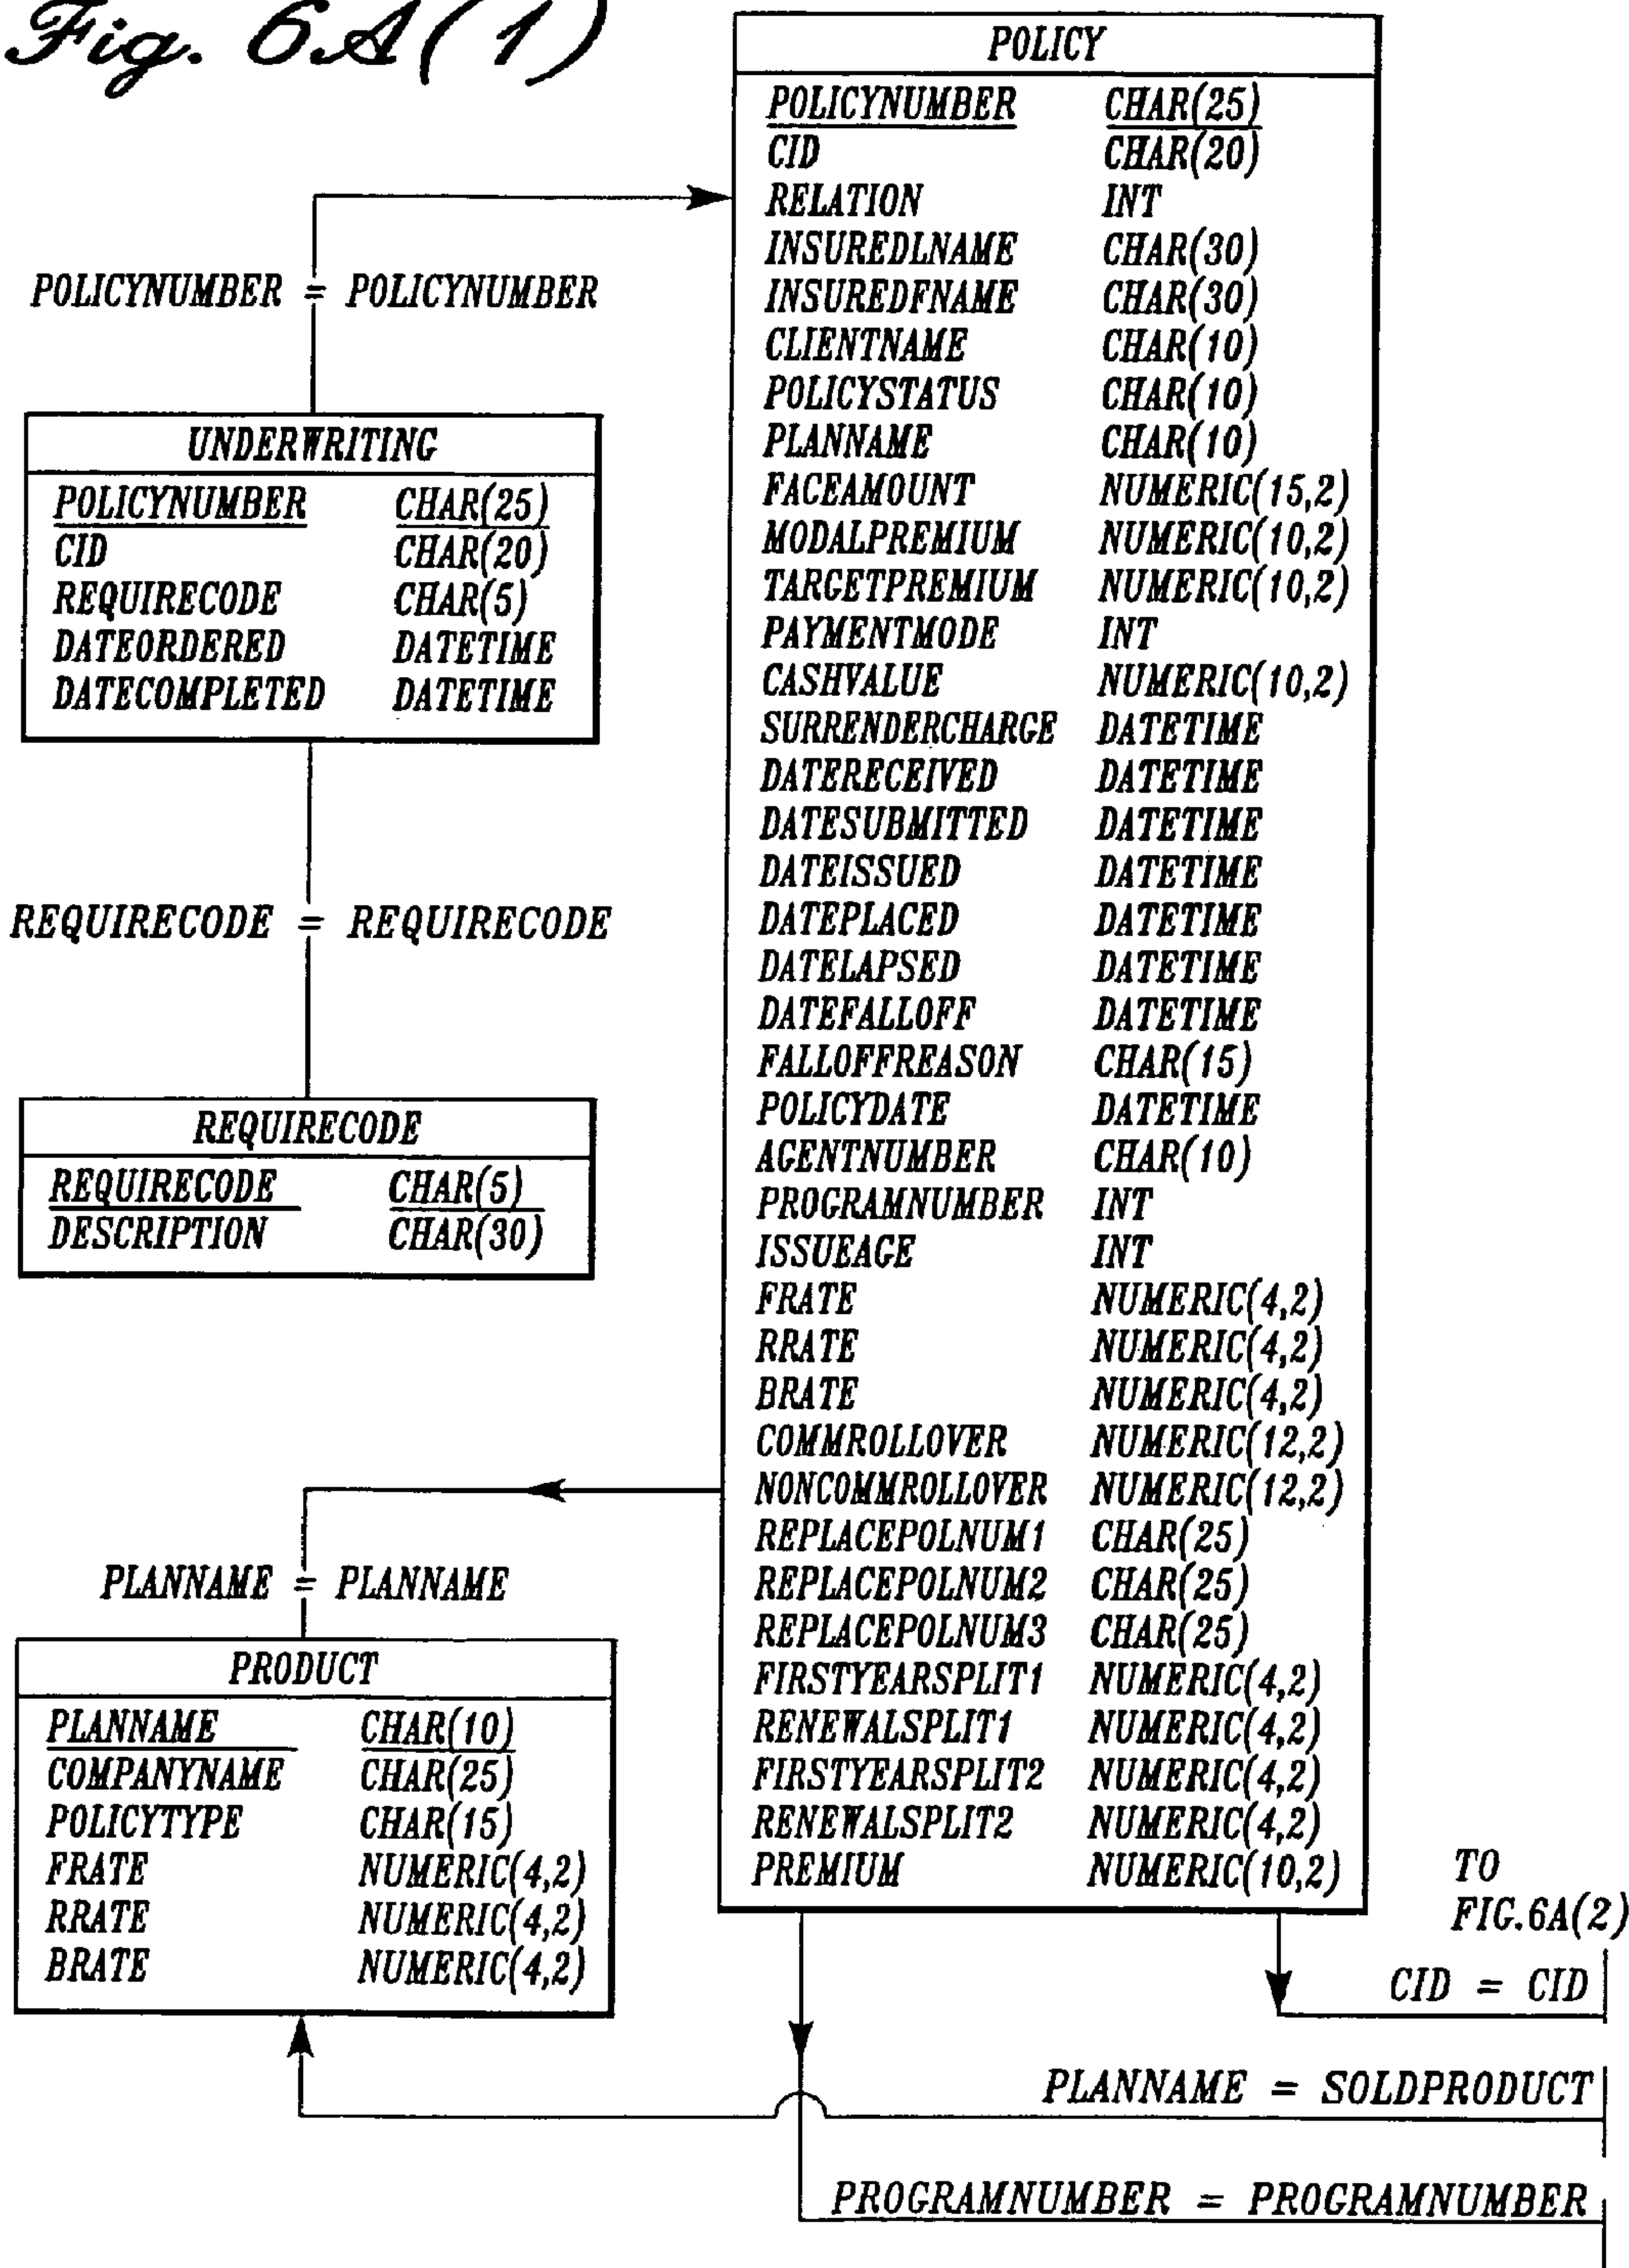 Fig. 6A(1)
POLICY
POLICYNUMBER CHAR(25)
CID CHAR(20)
RELATION INT
INSUREDLNAME CHAR(30)
INSUREDFNAME CHAR(30)
CLIENTNAME CHAR(10)
POLICYSTATUS CHAR(10)
PLANNAME CHAR(10)
FACEAMOUNT NUMERIC(15,2)
MODALPREMIUM NUMERIC(10,2)
TARGETPREMIUM NUMERIC(10,2)
PAYMENTMODE INT
CASHVALUE NUMERIC(10,2)
SURRENDERCHARGE DATETIME
DATERECEIVED DATETIME
DATESUBMITTED DATETIME
DATEISSUED DATETIME
DATEPLACED DATETIME
DATELAPSED DATETIME
DATEFALLOFF DATETIME
FALLOFFREASON CHAR(15)
POLICYDATE DATETIME
AGENTNUMBER CHAR(10)
PROGRAMNUMBER INT
ISSUEAGE INT
FRATE NUMERIC(4,2)
RRATE NUMERIC(4,2)
BRATE NUMERIC(4,2)
COMMROLLOVER NUMERIC(12,2)
NONCOMMROLLOVER NUMERIC(12,2)
REPLACEPOLNUM1 CHAR(25)
REPLACEPOLNUM2 CHAR(25)
REPLACEPOLNUM3 CHAR(25)
FIRSTYEARSPLIT1 NUMERIC(4,2)
RENEWALSPLIT1 NUMERIC(4,2)
FIRSTYEARSPLIT2 NUMERIC(4,2)
RENEWALSPLIT2 NUMERIC(4,2)
PREMIUM NUMERIC(10,2)
POLICYNUMBER = POLICYNUMBER
UNDERWRITING
POLICYNUMBER CHAR(25)
CID CHAR(20)
REQUIRECODE CHAR(5)
DATEORDERED DATETIME
DATECOMPLETED DATETIME
REQUIRECODE = REQUIRECODE
REQUIRECODE
REQUIRECODE CHAR(5)
DESCRIPTION CHAR(30)
PLANNAME = PLANNAME
PRODUCT
PLANNAME CHAR(10)
COMPANYNAME CHAR(25)
POLICYTYPE CHAR(15)
FRATE NUMERIC(4,2)
RRATE NUMERIC(4,2)
BRATE NUMERIC(4,2)
TO
FIG.6A(2)
CID = CID
PLANNAME = SOLDPRODUCT
PROGRAMNUMBER = PROGRAMNUMBER